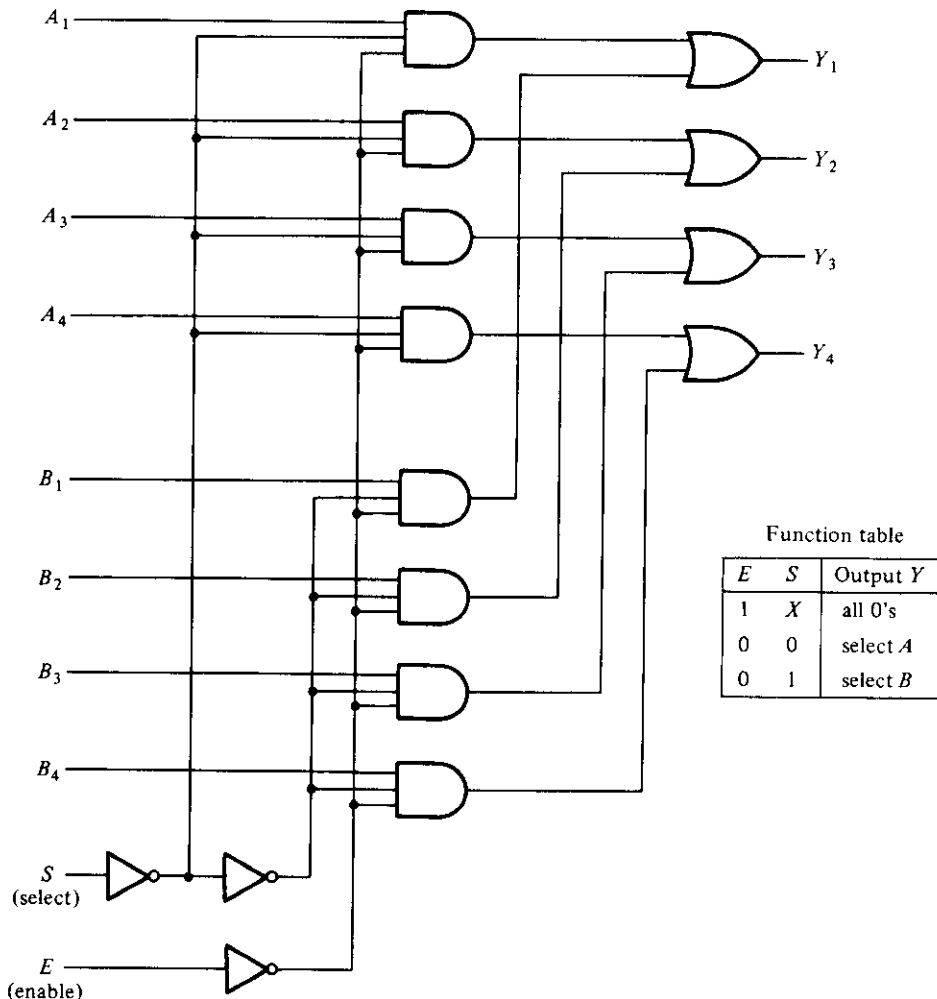 A1
Y1
A2
Y2
A3
Y3
A4
Y4
B1
B2
B3
B4
S
(select)
E
(enable)
Function table
E S Output Y
1 X all 0's
0 0 select A
0 1 select B